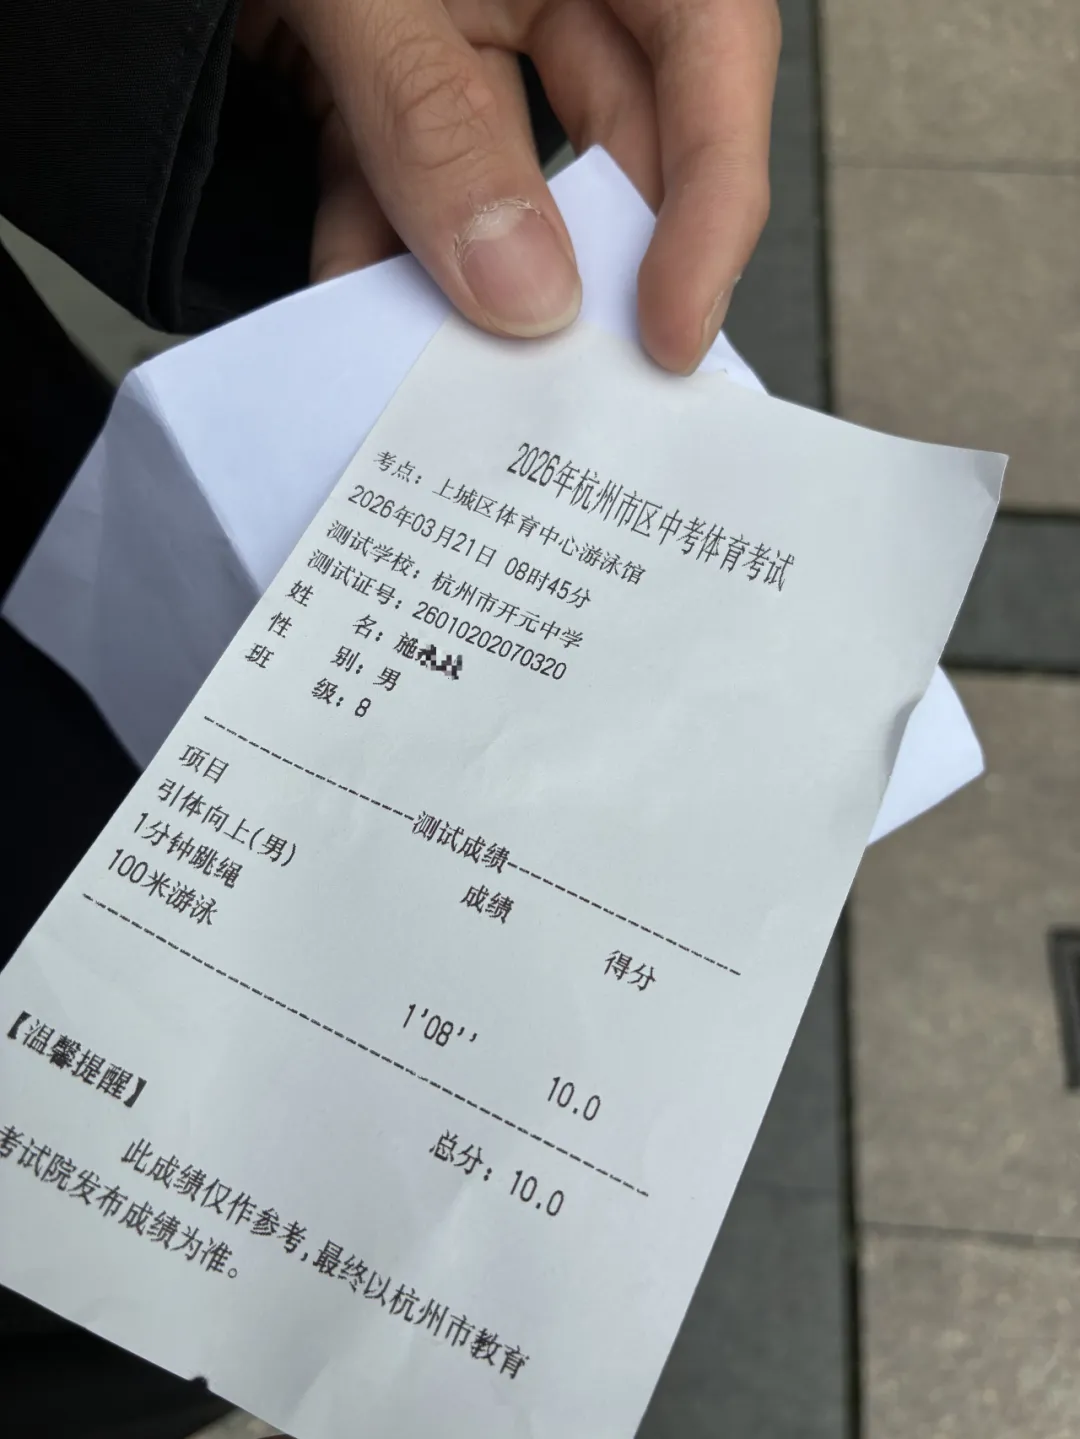 2026年杭州市区中考体育考试
考点：上城区体育中心游泳馆
2026年03月21日 08时45分
测试学校：杭州市开元中学
测试证号：26010202070320
姓 名：施
性 别：男
班 级：8
测试成绩
项目 成绩 得分
引体向上(男)
1分钟跳绳
100米游泳 1'08'' 10.0
总分：10.0
【温馨提醒】
此成绩仅作参考,最终以杭州市教育
考试院发布成绩为准。